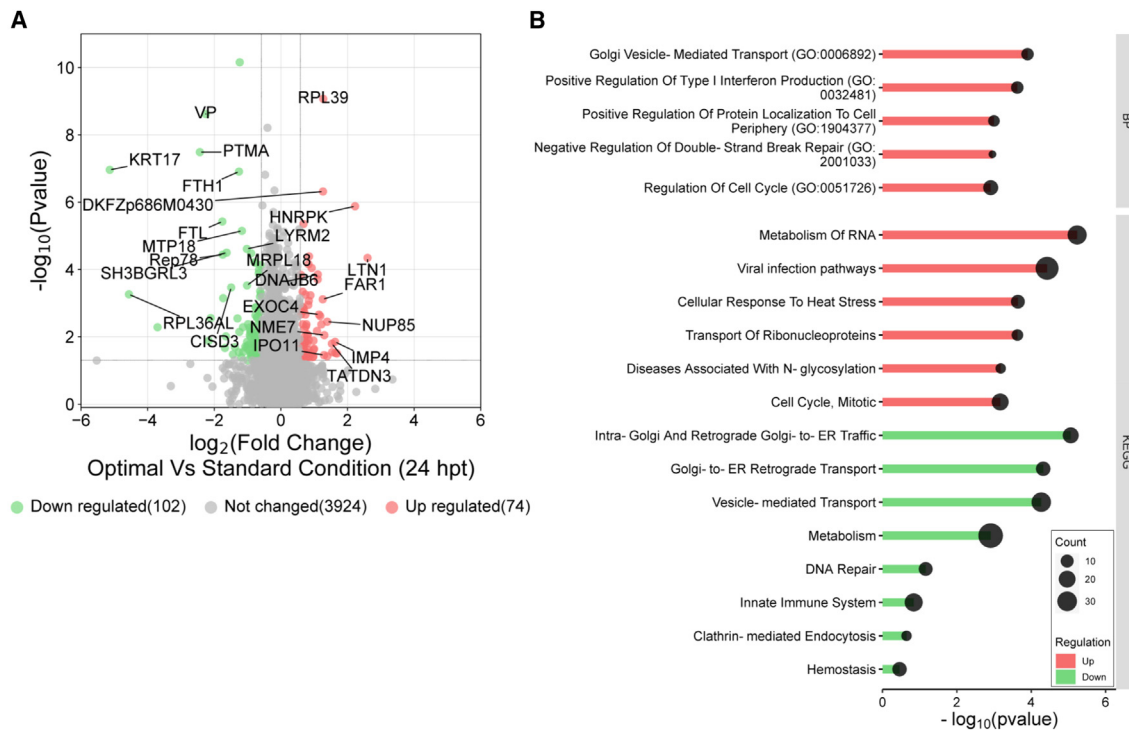 A
-log10(Pvalue)
10
8
6
4
2
0
RPL39
VP
PTMA
KRT17
FTH1
DKFZp686M0430
HNRPK
FTL
LYRM2
MTP18
Rep78
MRPL18
LTN1
SH3BGRL3
DNAJB6
FAR1
EXOC4
RPL36AL
NME7
NUP85
CISD3
IPO11
IMP4
TATDN3
−6 −4 −2 0 2 4 6
log2(Fold Change)
Optimal Vs Standard Condition (24 hpt)
Down regulated(102) Not changed(3924) Up regulated(74)
B
Golgi Vesicle- Mediated Transport (GO:0006892)
Positive Regulation Of Type I Interferon Production (GO:
0032481)
Positive Regulation Of Protein Localization To Cell
Periphery (GO:1904377)
Negative Regulation Of Double- Strand Break Repair (GO:
2001033)
Regulation Of Cell Cycle (GO:0051726)
BP
Metabolism Of RNA
Viral infection pathways
Cellular Response To Heat Stress
Transport Of Ribonucleoproteins
Diseases Associated With N- glycosylation
Cell Cycle, Mitotic
Intra- Golgi And Retrograde Golgi- to- ER Traffic
Golgi- to- ER Retrograde Transport
Vesicle- mediated Transport
Metabolism
DNA Repair
Innate Immune System
Clathrin- mediated Endocytosis
Hemostasis
KEGG
Count
10
20
30
Regulation
Up
Down
0 2 4 6
- log10(pvalue)